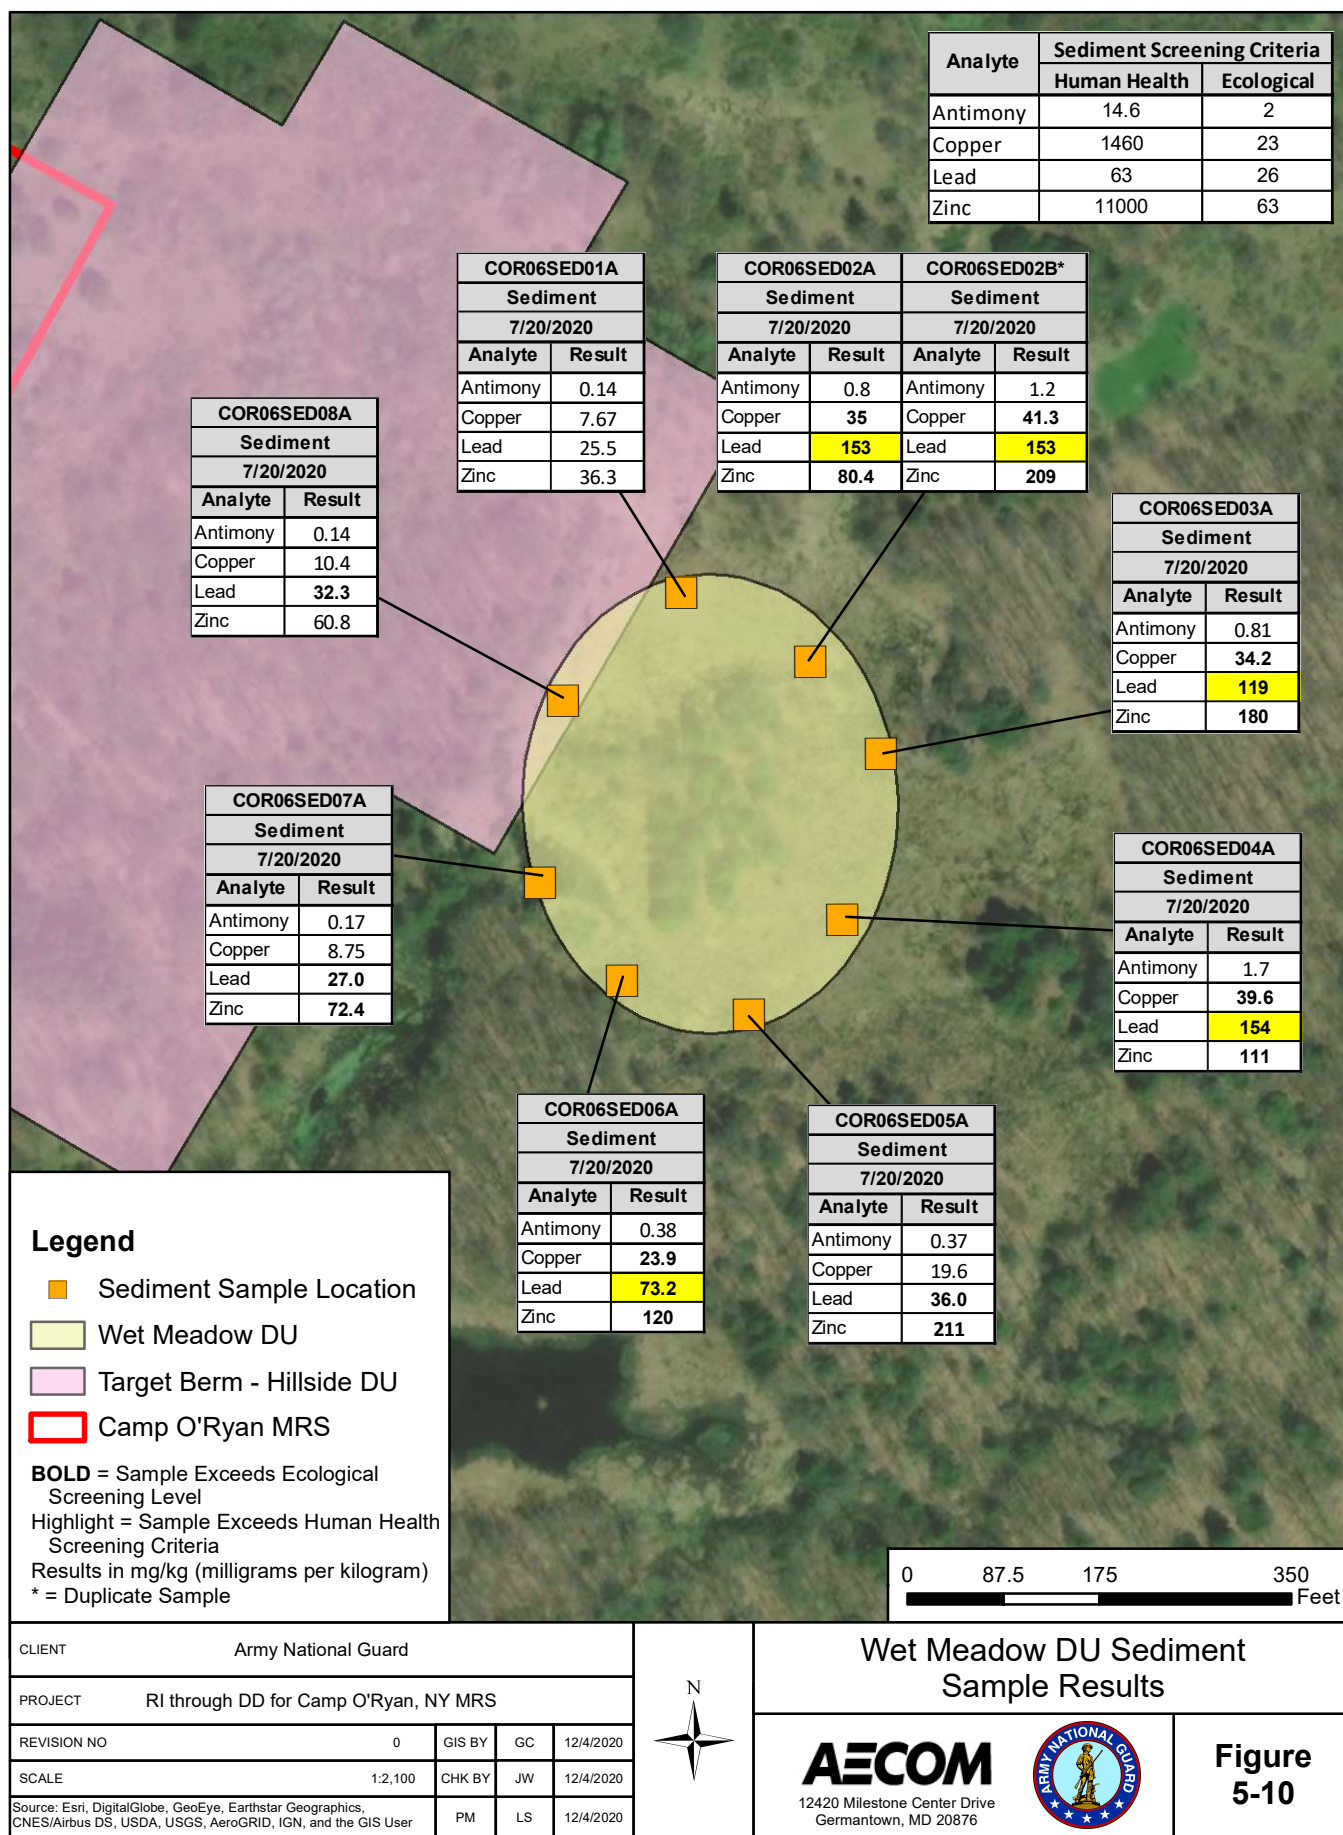 Analyte Sediment Screening Criteria
Human Health Ecological
Antimony 14.6 2
Copper 1460 23
Lead 63 26
Zinc 11000 63
COR06SED01A
Sediment
7/20/2020
Analyte Result
Antimony 0.14
Copper 7.67
Lead 25.5
Zinc 36.3
COR06SED02A COR06SED02B*
Sediment Sediment
7/20/2020 7/20/2020
Analyte Result Analyte Result
Antimony 0.8 Antimony 1.2
Copper 35 Copper 41.3
Lead 153 Lead 153
Zinc 80.4 Zinc 209
COR06SED08A
Sediment
7/20/2020
Analyte Result
Antimony 0.14
Copper 10.4
Lead 32.3
Zinc 60.8
COR06SED03A
Sediment
7/20/2020
Analyte Result
Antimony 0.81
Copper 34.2
Lead 119
Zinc 180
COR06SED07A
Sediment
7/20/2020
Analyte Result
Antimony 0.17
Copper 8.75
Lead 27.0
Zinc 72.4
COR06SED04A
Sediment
7/20/2020
Analyte Result
Antimony 1.7
Copper 39.6
Lead 154
Zinc 111
COR06SED06A
Sediment
7/20/2020
Analyte Result
Antimony 0.38
Copper 23.9
Lead 73.2
Zinc 120
COR06SED05A
Sediment
7/20/2020
Analyte Result
Antimony 0.37
Copper 19.6
Lead 36.0
Zinc 211
Legend
Sediment Sample Location
Wet Meadow DU
Target Berm - Hillside DU
Camp O'Ryan MRS
BOLD = Sample Exceeds Ecological
Screening Level
Highlight = Sample Exceeds Human Health
Screening Criteria
Results in mg/kg (milligrams per kilogram)
* = Duplicate Sample
0 87.5 175 350
Feet
CLIENT Army National Guard
PROJECT RI through DD for Camp O'Ryan, NY MRS
REVISION NO 0 GIS BY GC 12/4/2020
SCALE 1:2,100 CHK BY JW 12/4/2020
Source: Esri, DigitalGlobe, GeoEye, Earthstar Geographics,
CNES/Airbus DS, USDA, USGS, AeroGRID, IGN, and the GIS User
PM LS 12/4/2020
N
Wet Meadow DU Sediment
Sample Results
AECOM
12420 Milestone Center Drive
Germantown, MD 20876
ARMY NATIONAL GUARD
Figure
5-10